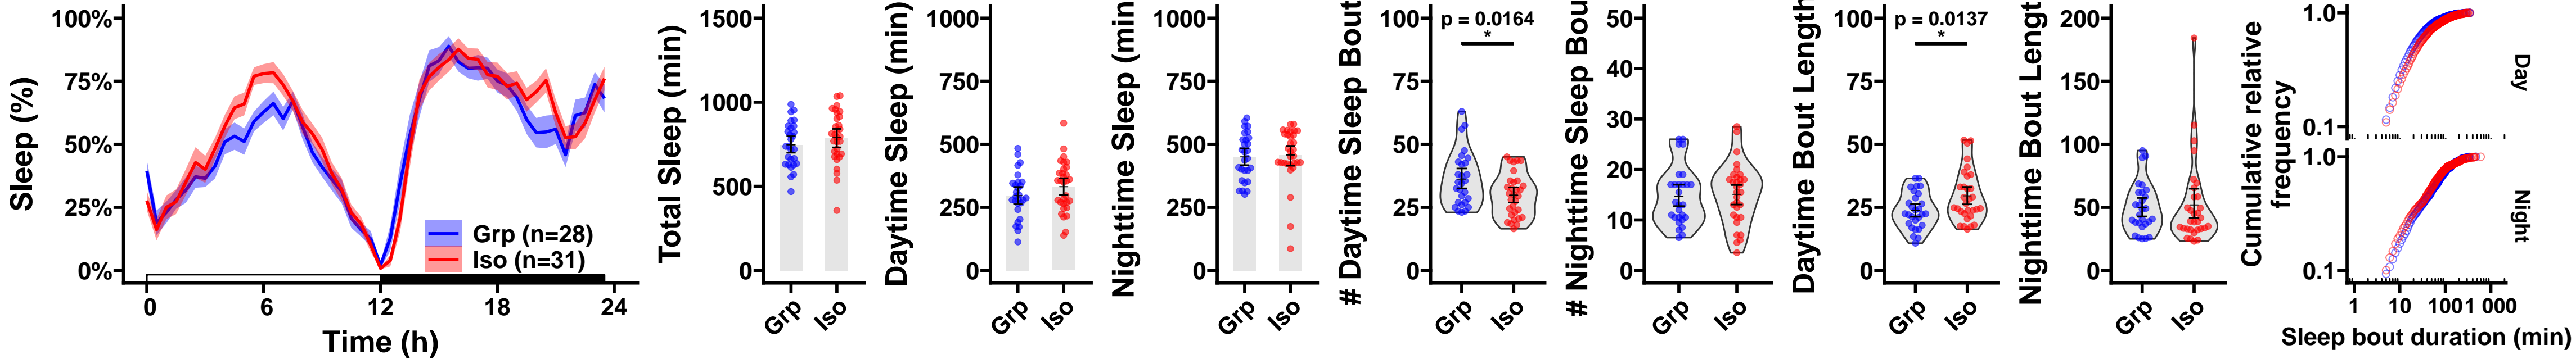 100%
75%
50%
25%
0%
Sleep (%)
Grp (n=28)
Iso (n=31)
0 6 12 18 24
Time (h)
Total Sleep (min)
1500
1000
500
0
Grp Iso
Daytime Sleep (min)
1000
750
500
250
0
Grp Iso
Nighttime Sleep (min
1000
750
500
250
0
Grp Iso
# Daytime Sleep Bout
100
75
50
25
0
p = 0.0164
*
Grp Iso
# Nighttime Sleep Bou
50
40
30
20
10
0
Grp Iso
Daytime Bout Length
100
75
50
25
0
p = 0.0137
*
Grp Iso
Nighttime Bout Lengt
200
150
100
50
0
Grp Iso
Cumulative relative
frequency
1.0
0.1
Day
1.0
0.1
Night
1 10 100 1 000
Sleep bout duration (min)